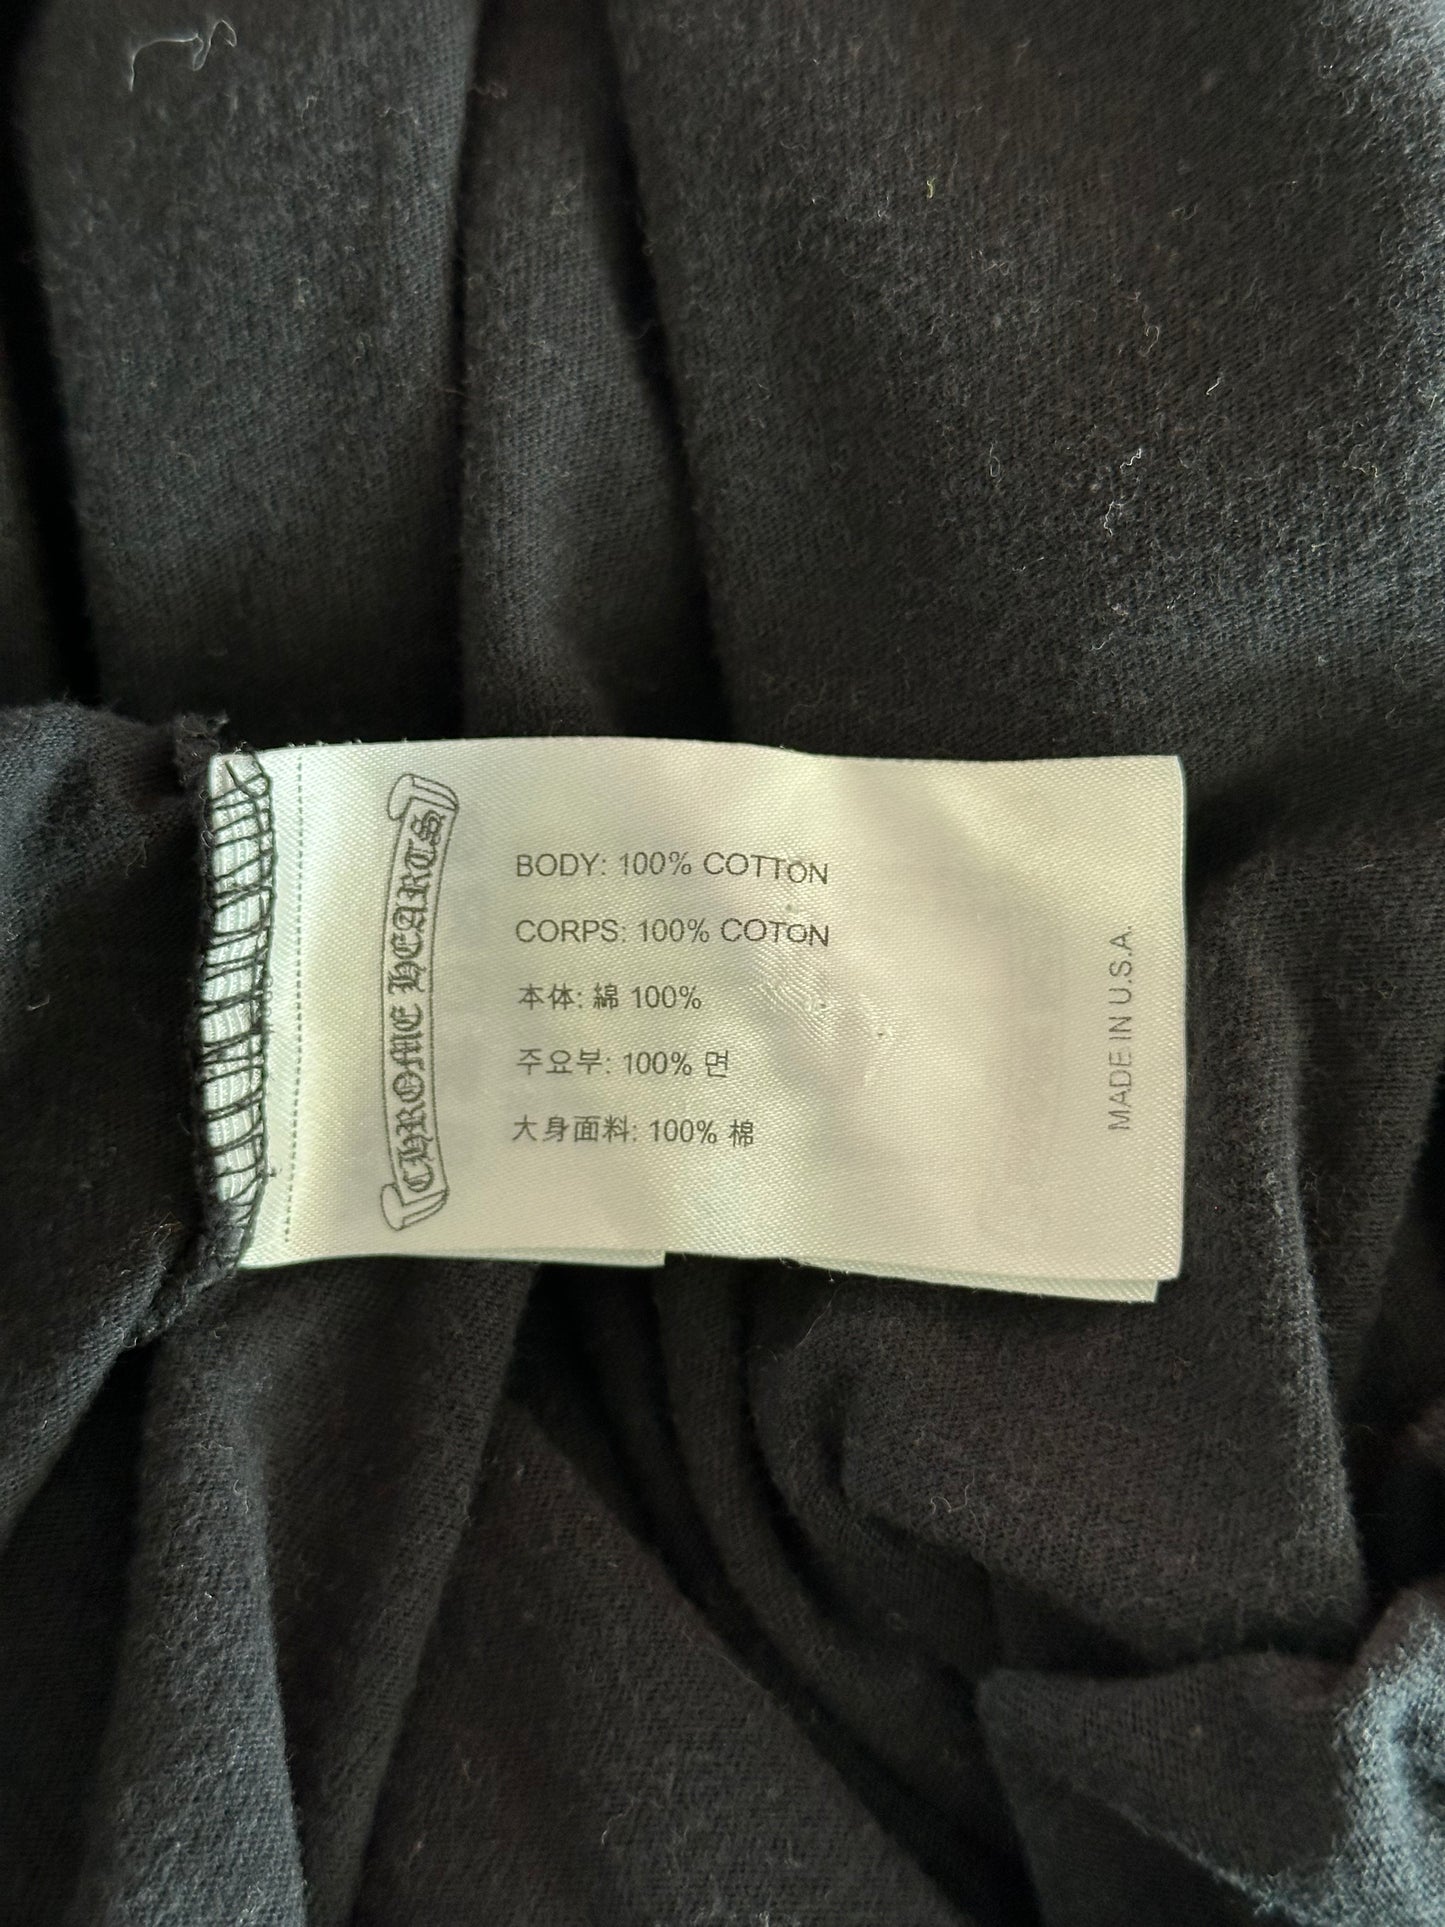 CHROME HEARTS
BODY: 100% COTTON
CORPS: 100% COTON
本体: 綿 100%
주요부: 100% 면
大身面料: 100% 棉
MADE IN U.S.A.